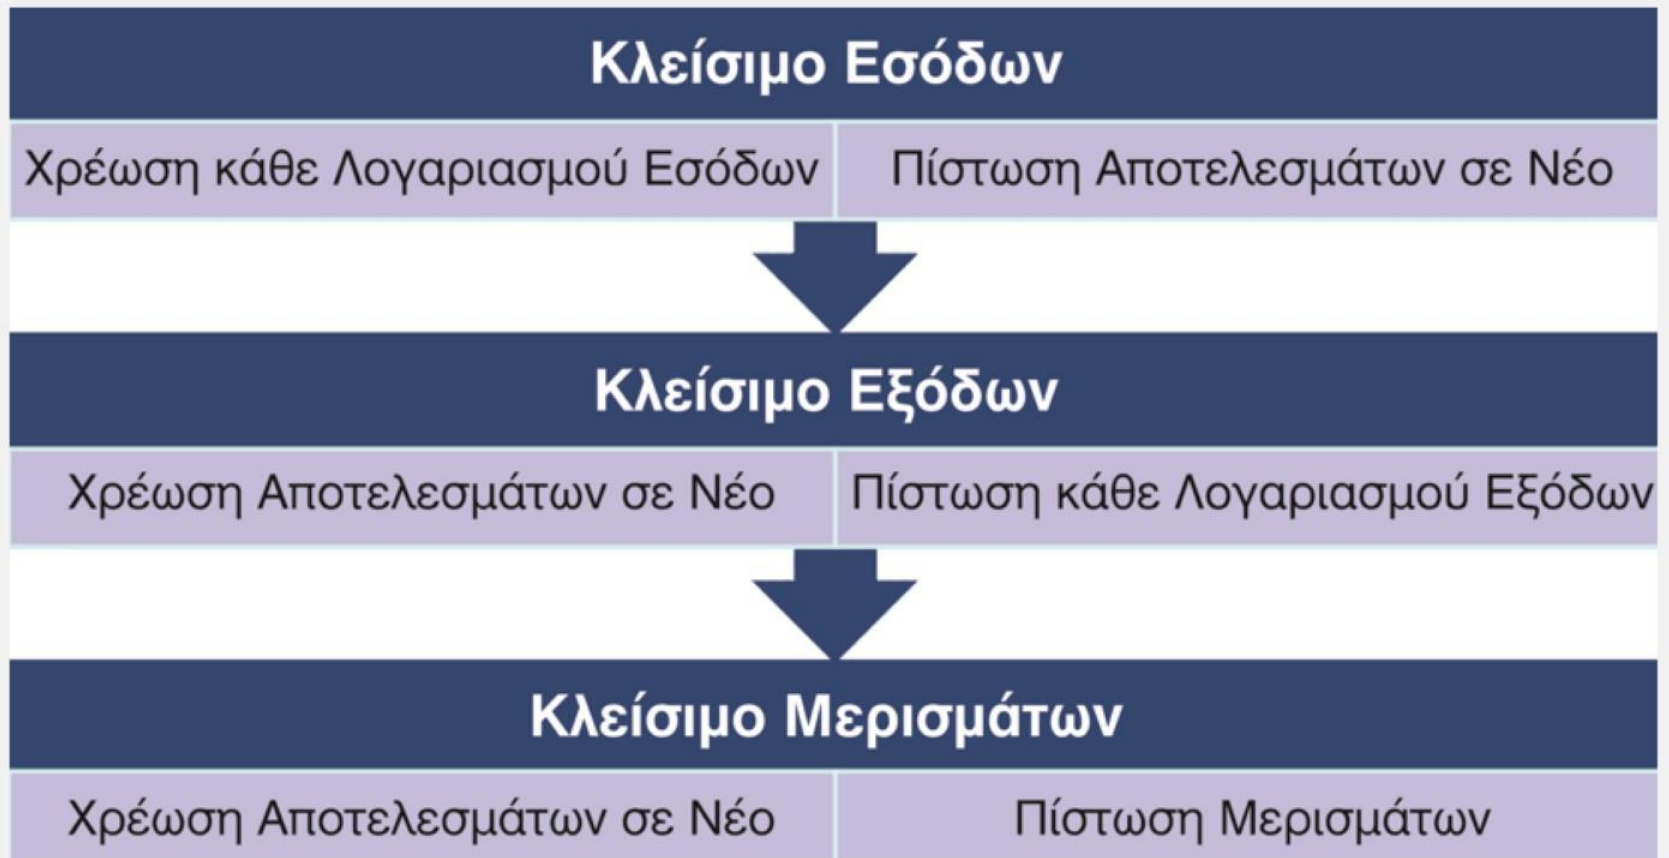 Κλείσιμο Εσόδων
Χρέωση κάθε Λογαριασμού Εσόδων
Πίστωση Αποτελεσμάτων σε Νέο
Κλείσιμο Εξόδων
Χρέωση Αποτελεσμάτων σε Νέο
Πίστωση κάθε Λογαριασμού Εξόδων
Κλείσιμο Μερισμάτων
Χρέωση Αποτελεσμάτων σε Νέο
Πίστωση Μερισμάτων